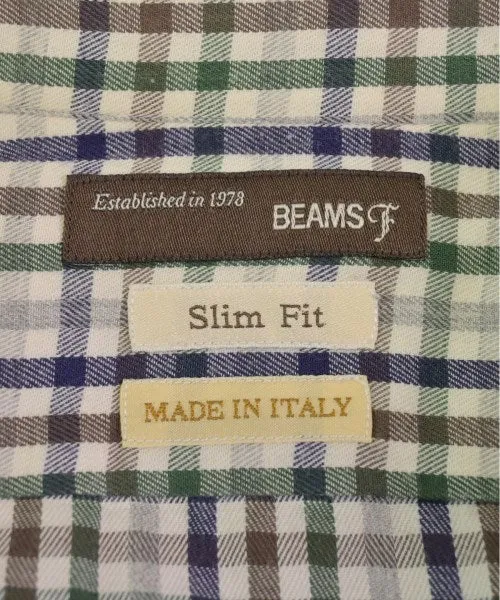 Established in 1978
BEAMS F
Slim Fit
MADE IN ITALY